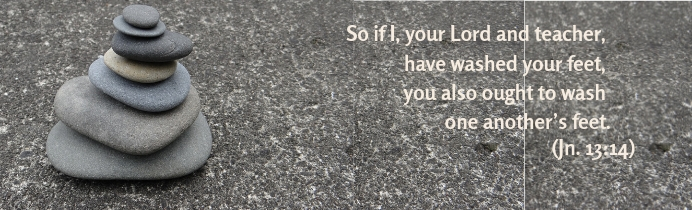 So if I, your Lord and teacher,
have washed your feet,
you also ought to wash
one another's feet.
(Jn. 13:14)